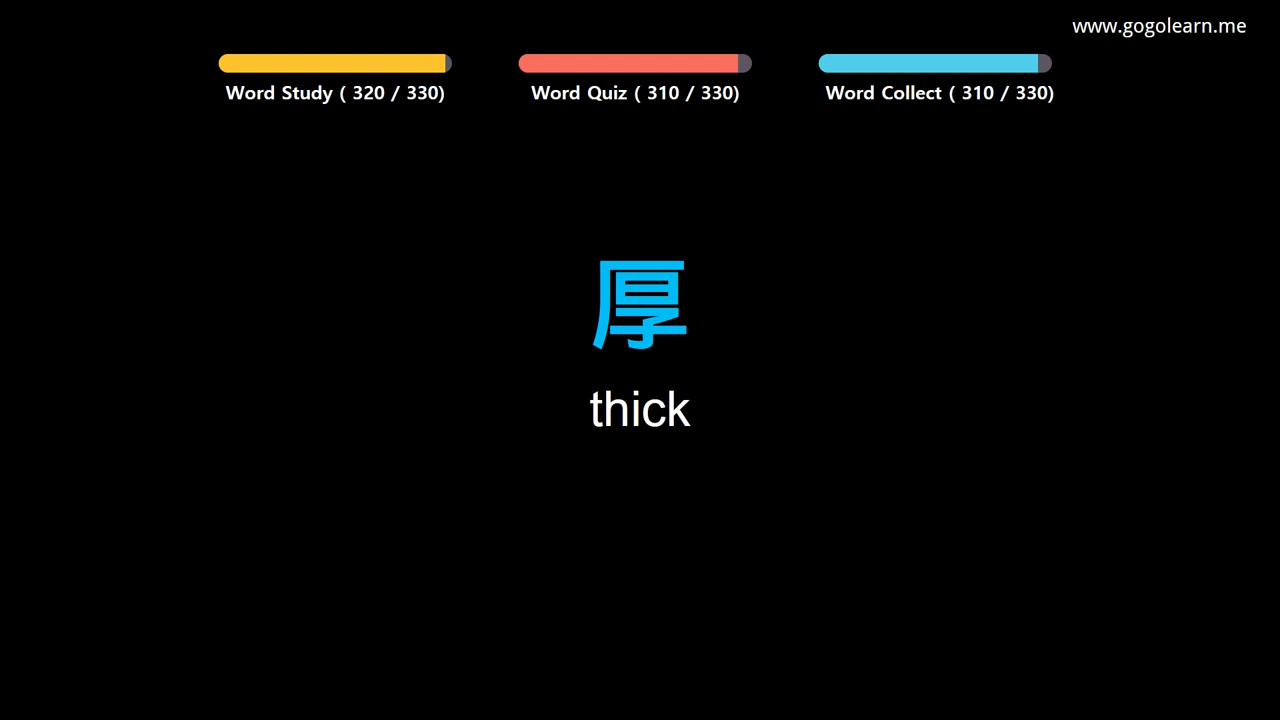 www.gogolearn.me
Word Study ( 320 / 330)
Word Quiz ( 310 / 330)
Word Collect ( 310 / 330)
厚
thick